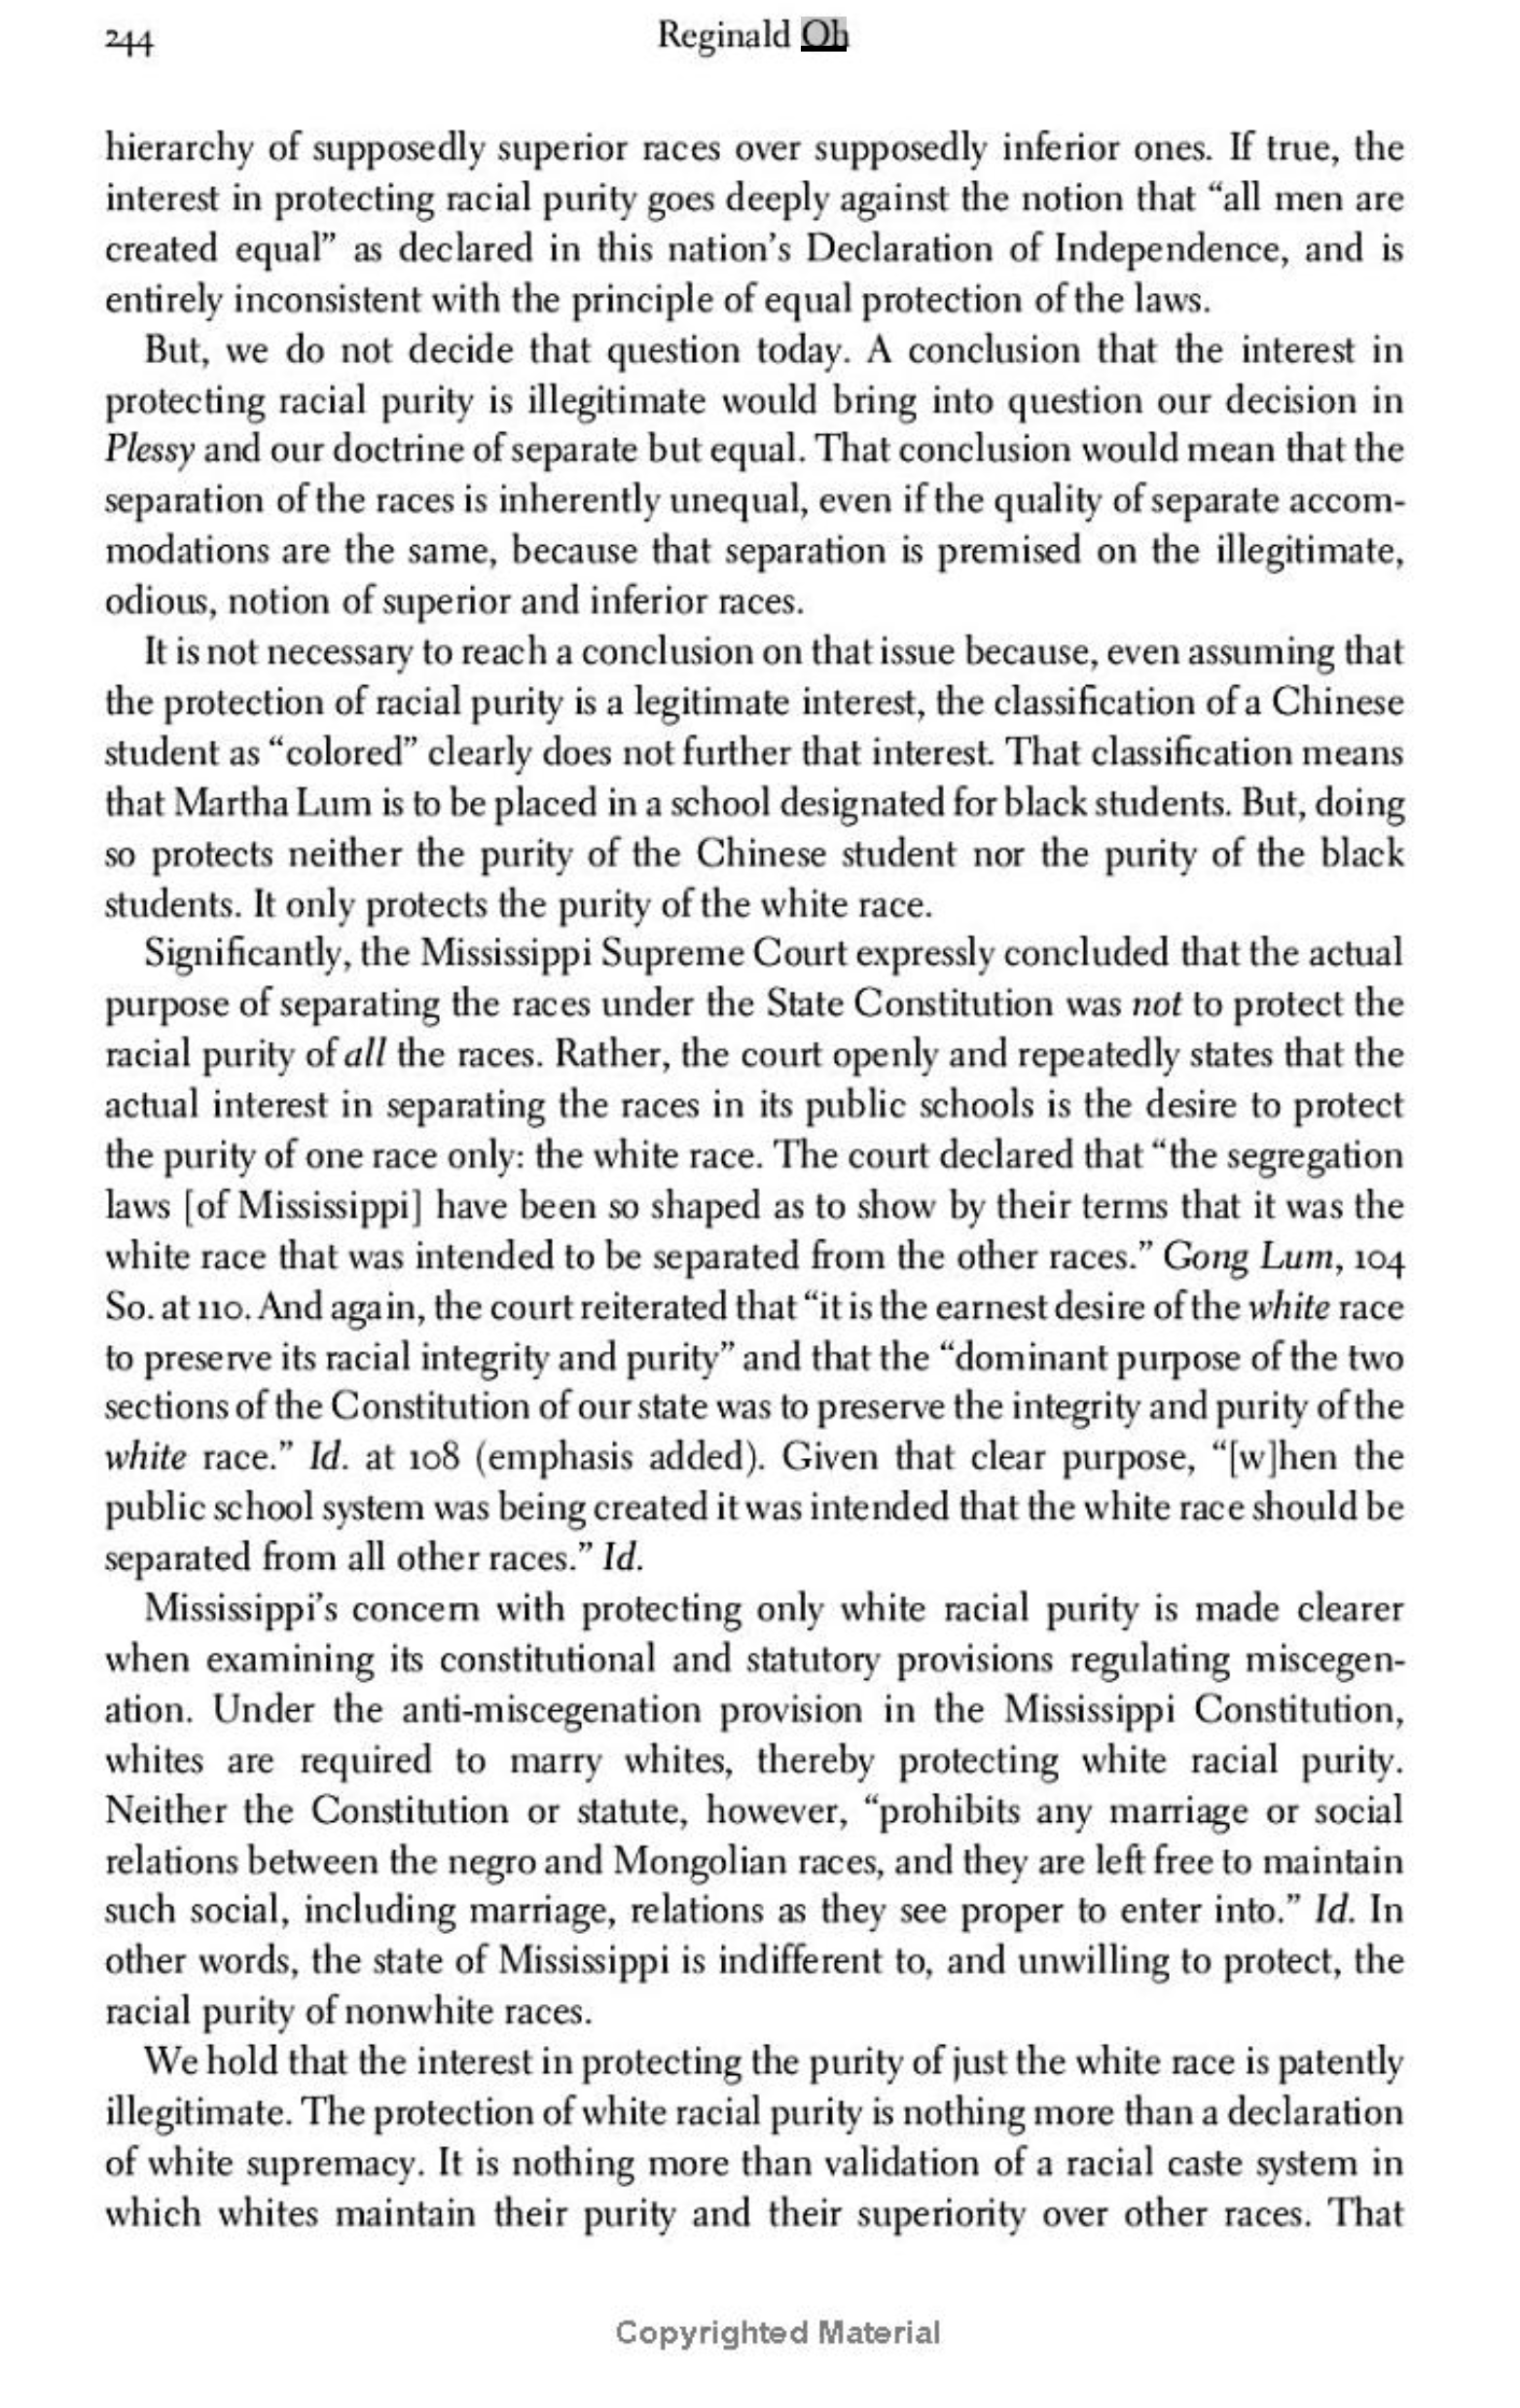 244
Reginald Oh
hierarchy of supposedly superior races over supposedly inferior ones. If true, the
interest in protecting racial purity goes deeply against the notion that “all men are
created equal” as declared in this nation’s Declaration of Independence, and is
entirely inconsistent with the principle of equal protection of the laws.
But, we do not decide that question today. A conclusion that the interest in
protecting racial purity is illegitimate would bring into question our decision in
Plessy and our doctrine of separate but equal. That conclusion would mean that the
separation of the races is inherently unequal, even if the quality of separate accom-
modations are the same, because that separation is premised on the illegitimate,
odious, notion of superior and inferior races.
It is not necessary to reach a conclusion on that issue because, even assuming that
the protection of racial purity is a legitimate interest, the classification of a Chinese
student as “colored” clearly does not further that interest. That classification means
that Martha Lum is to be placed in a school designated for black students. But, doing
so protects neither the purity of the Chinese student nor the purity of the black
students. It only protects the purity of the white race.
Significantly, the Mississippi Supreme Court expressly concluded that the actual
purpose of separating the races under the State Constitution was not to protect the
racial purity of all the races. Rather, the court openly and repeatedly states that the
actual interest in separating the races in its public schools is the desire to protect
the purity of one race only: the white race. The court declared that “the segregation
laws [of Mississippi] have been so shaped as to show by their terms that it was the
white race that was intended to be separated from the other races.” Gong Lum, 104
So. at 110. And again, the court reiterated that “it is the earnest desire of the white race
to preserve its racial integrity and purity” and that the “dominant purpose of the two
sections of the Constitution of our state was to preserve the integrity and purity of the
white race.” Id. at 108 (emphasis added). Given that clear purpose, “[w]hen the
public school system was being created it was intended that the white race should be
separated from all other races.” Id.
Mississippi’s concern with protecting only white racial purity is made clearer
when examining its constitutional and statutory provisions regulating miscegen-
ation. Under the anti-miscegenation provision in the Mississippi Constitution,
whites are required to marry whites, thereby protecting white racial purity.
Neither the Constitution or statute, however, “prohibits any marriage or social
relations between the negro and Mongolian races, and they are left free to maintain
such social, including marriage, relations as they see proper to enter into.” Id. In
other words, the state of Mississippi is indifferent to, and unwilling to protect, the
racial purity of nonwhite races.
We hold that the interest in protecting the purity of just the white race is patently
illegitimate. The protection of white racial purity is nothing more than a declaration
of white supremacy. It is nothing more than validation of a racial caste system in
which whites maintain their purity and their superiority over other races. That
Copyrighted Material